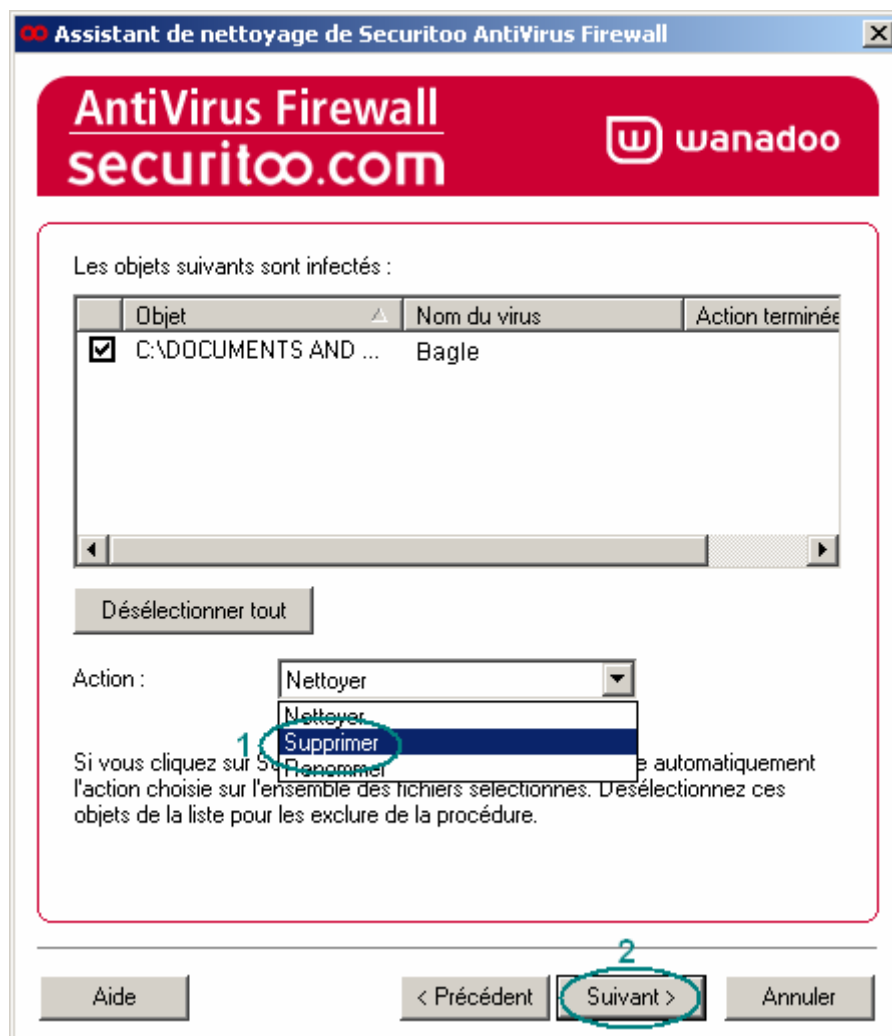 Assistant de nettoyage de Securitoo AntiVirus Firewall
AntiVirus Firewall
securitoo.com
wanadoo
Les objets suivants sont infectés :
Objet Nom du virus Action terminée
C:\DOCUMENTS AND ... Bagle
Désélectionner tout
Action : Nettoyer
Nettoyer
1 Supprimer
Renommer
Si vous cliquez sur e automatiquement
l'action choisie sur l'ensemble des fichiers sélectionnés. Désélectionnez ces
objets de la liste pour les exclure de la procédure.
2
Aide < Précédent Suivant > Annuler